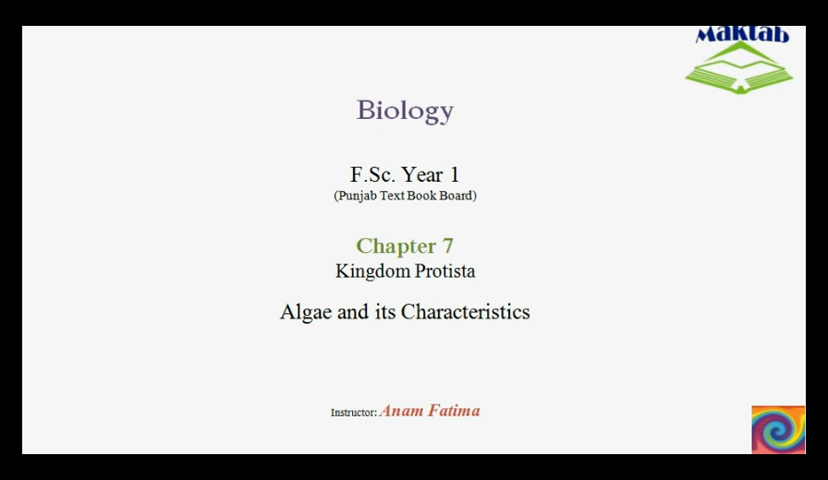 Maktab
Biology
F.Sc. Year 1
(Punjab Text Book Board)
Chapter 7
Kingdom Protista
Algae and its Characteristics
Instructor: Anam Fatima